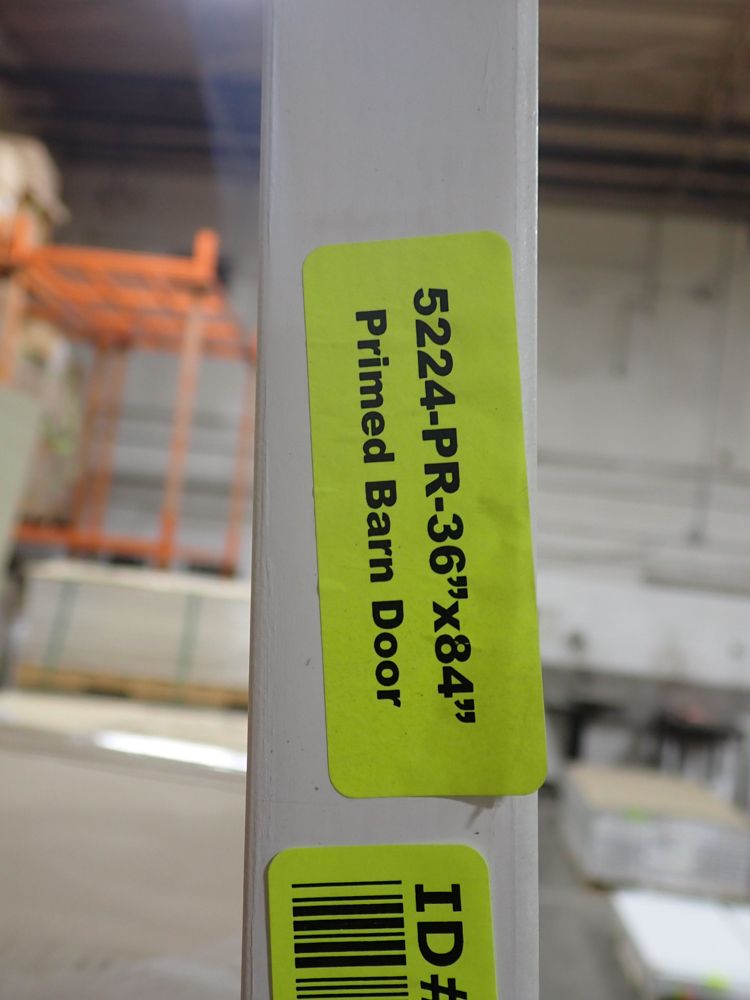 5224-PR-36”x84”
Primed Barn Door
ID#